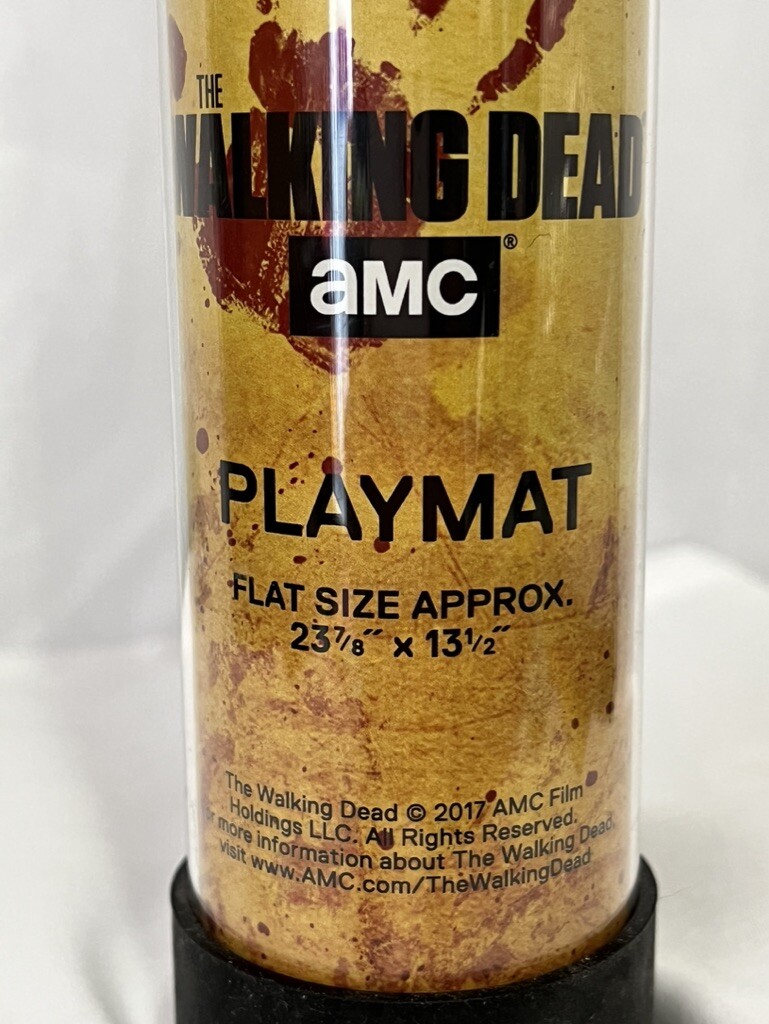 THE
WALKING DEAD
aMC®
PLAYMAT
FLAT SIZE APPROX.
23⅞″ x 13½″
The Walking Dead © 2017 AMC Film
Holdings LLC. All Rights Reserved.
For more information about The Walking Dead,
visit www.AMC.com/TheWalkingDead